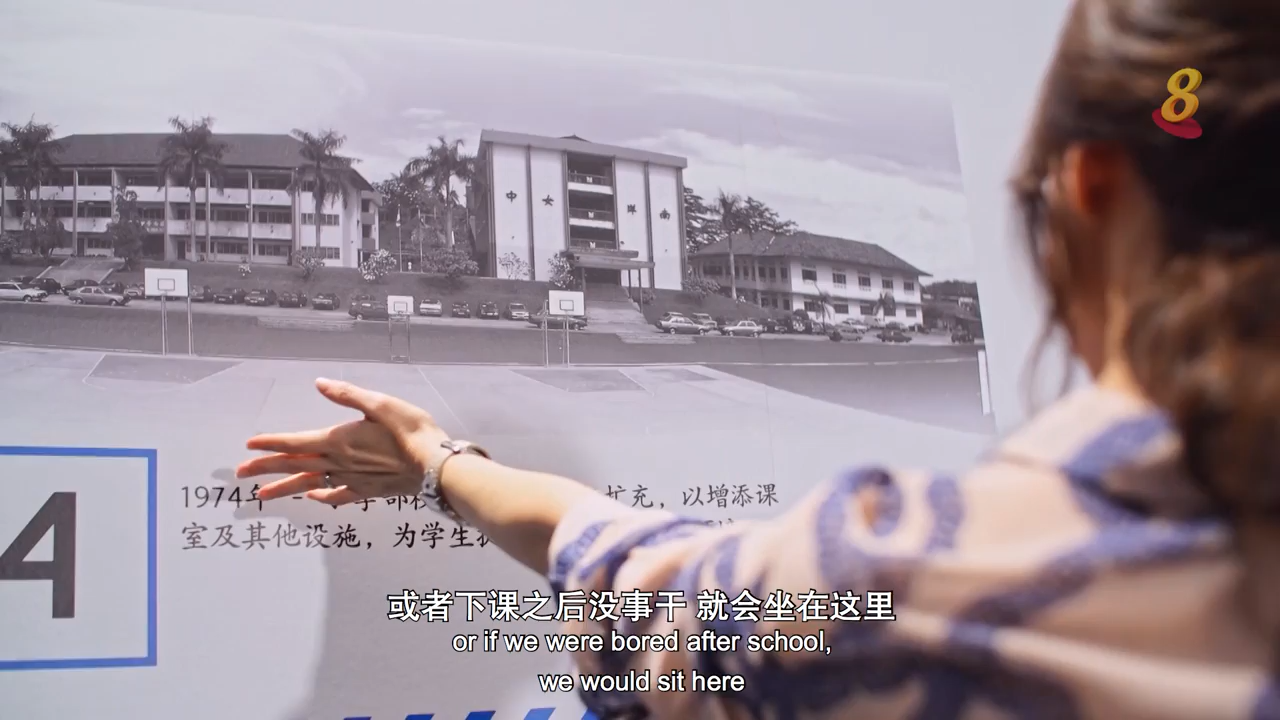 8
中 女 洋 南
4
1974年
扩充，以增添课
室及其他设施，为学生
或者下课之后没事干 就会坐在这里
or if we were bored after school,
we would sit here